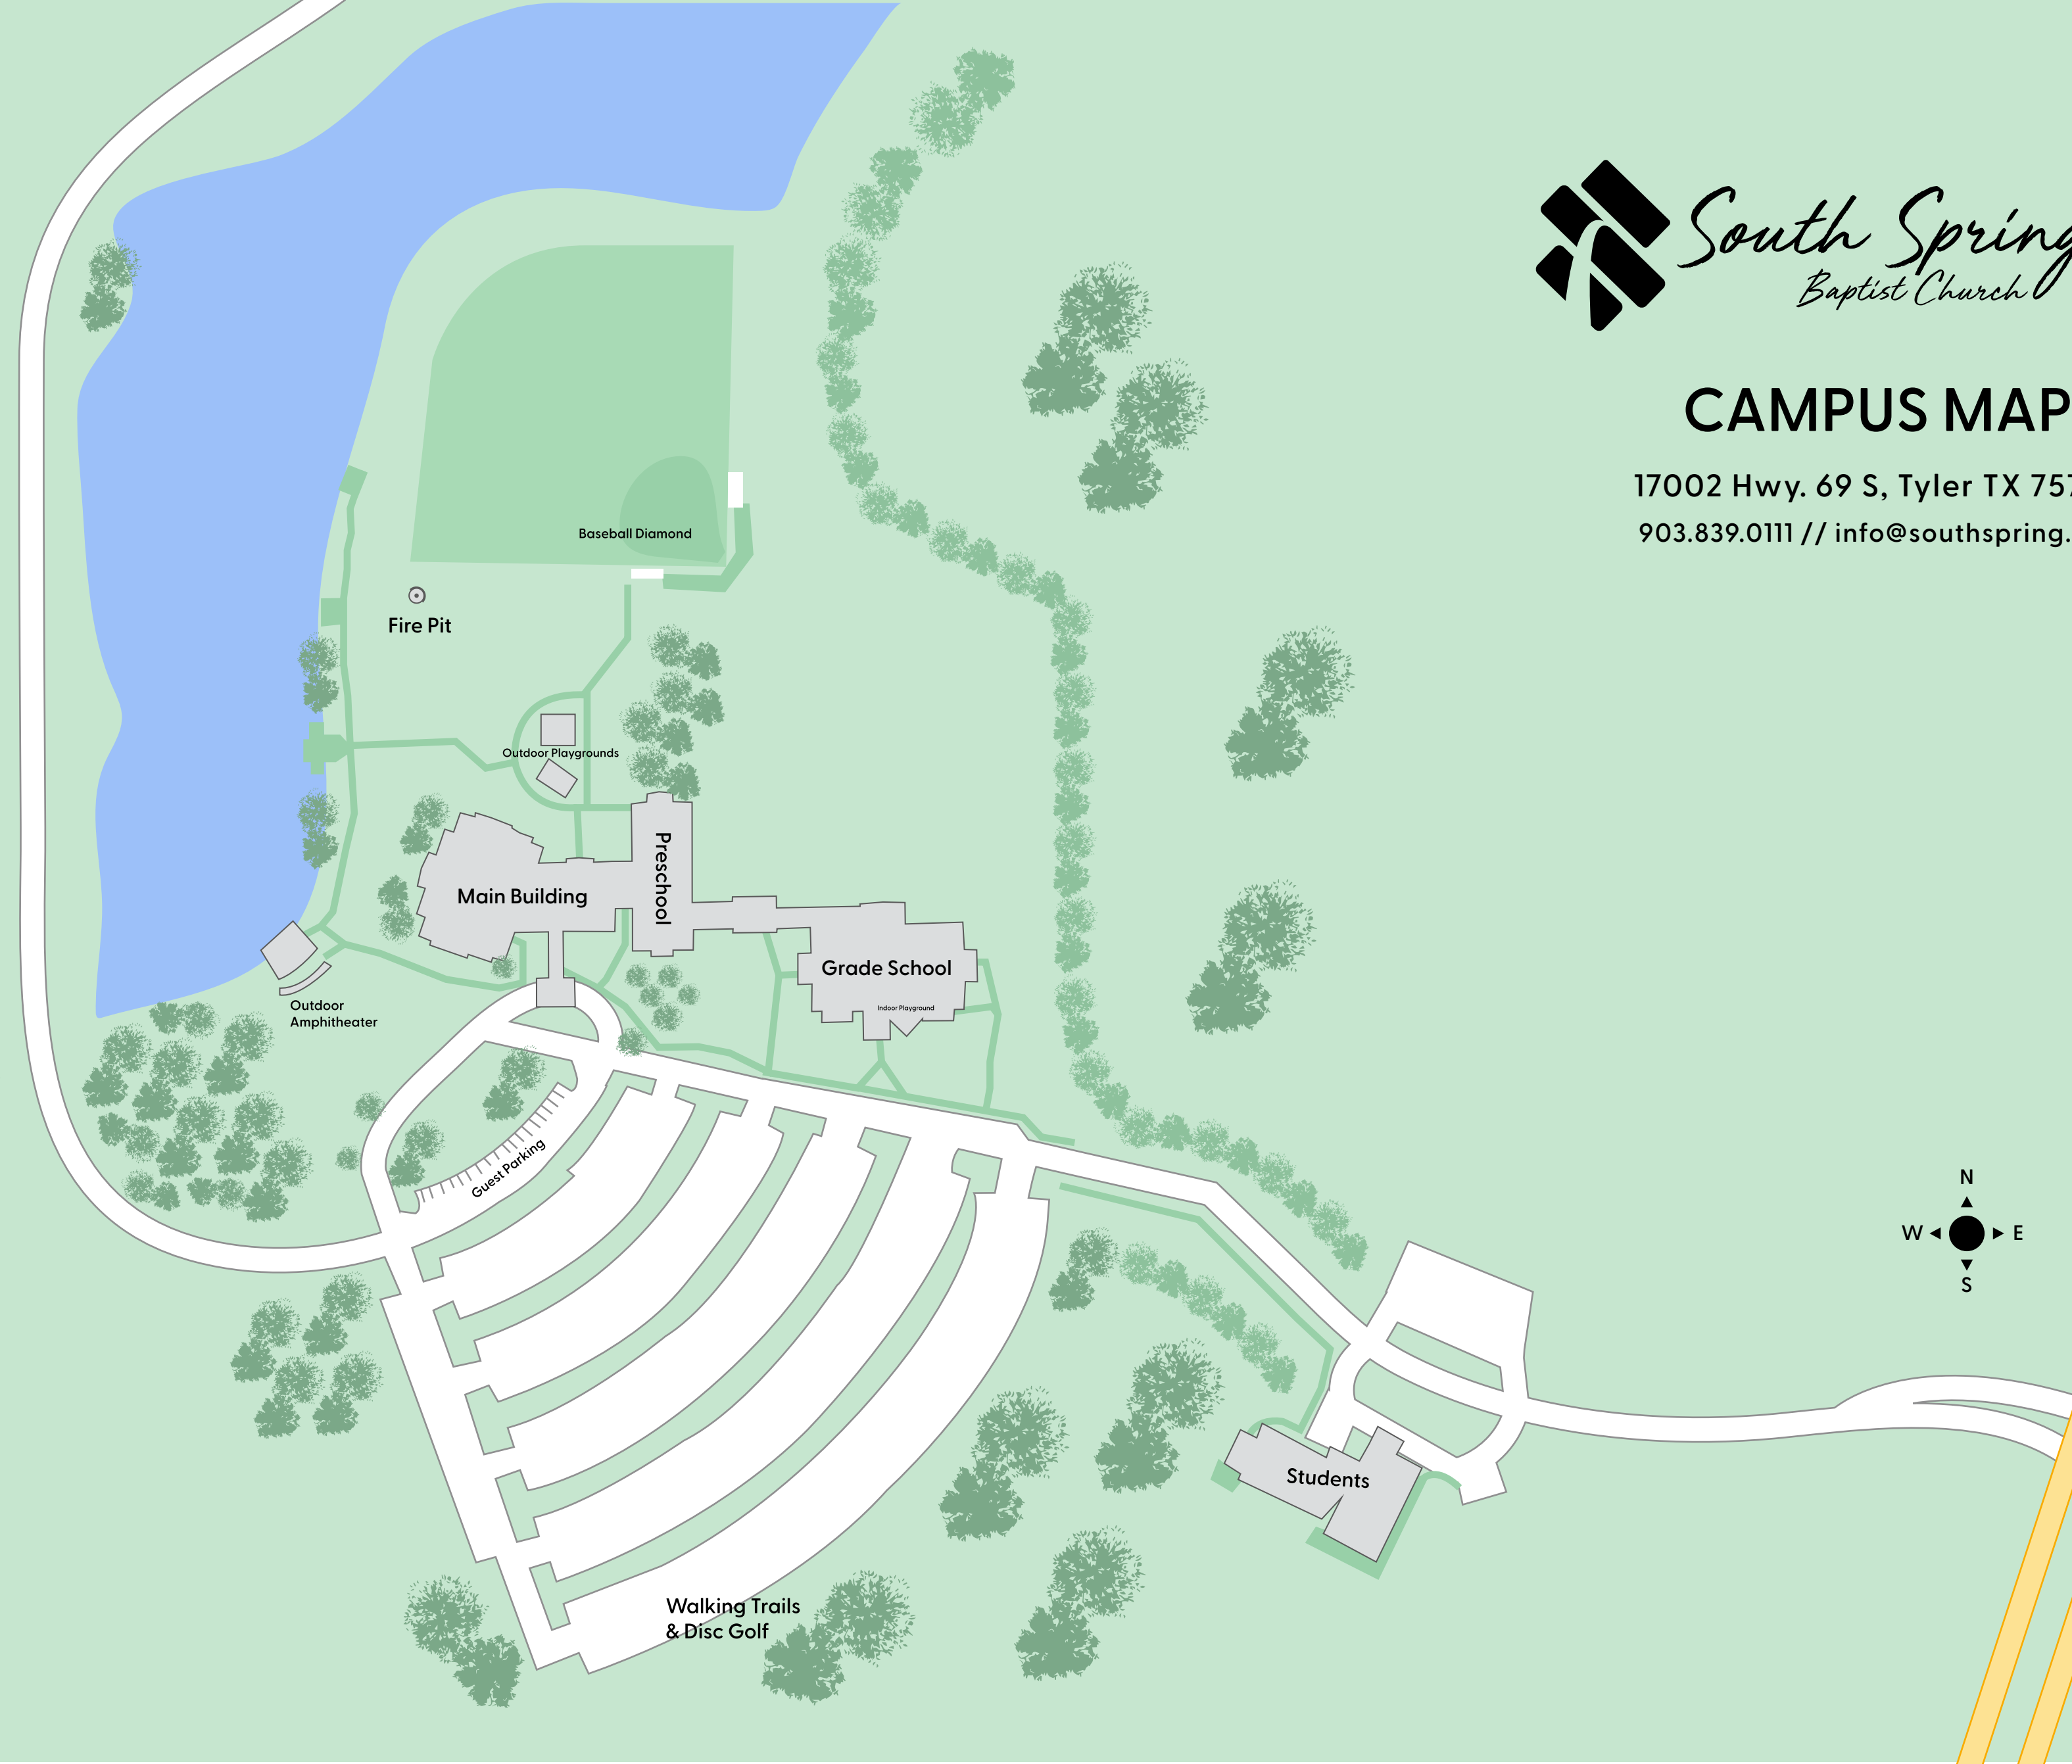 South Spring
Baptist Church
CAMPUS MAP
17002 Hwy. 69 S, Tyler TX
903.839.0111 // info@southspring.
Baseball Diamond
Fire Pit
Outdoor Playgrounds
Preschool
Main Building
Grade School
Indoor Playground
Outdoor
Amphitheater
Guest Parking
N
W E
S
Students
Walking Trails
& Disc Golf